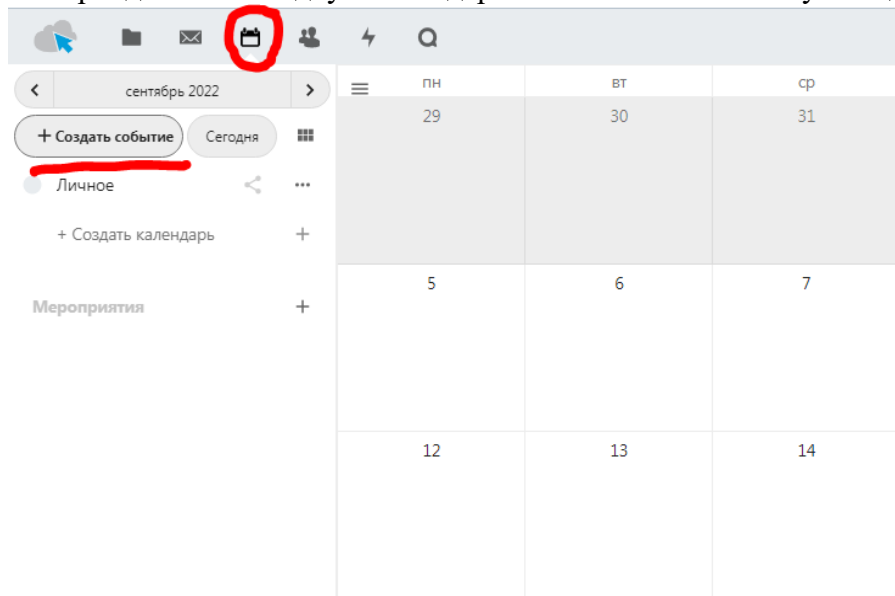 пн вт ср
сентябрь 2022
29 30 31
+ Создать событие Сегодня
Личное
+ Создать календарь
5 6 7
Мероприятия
12 13 14